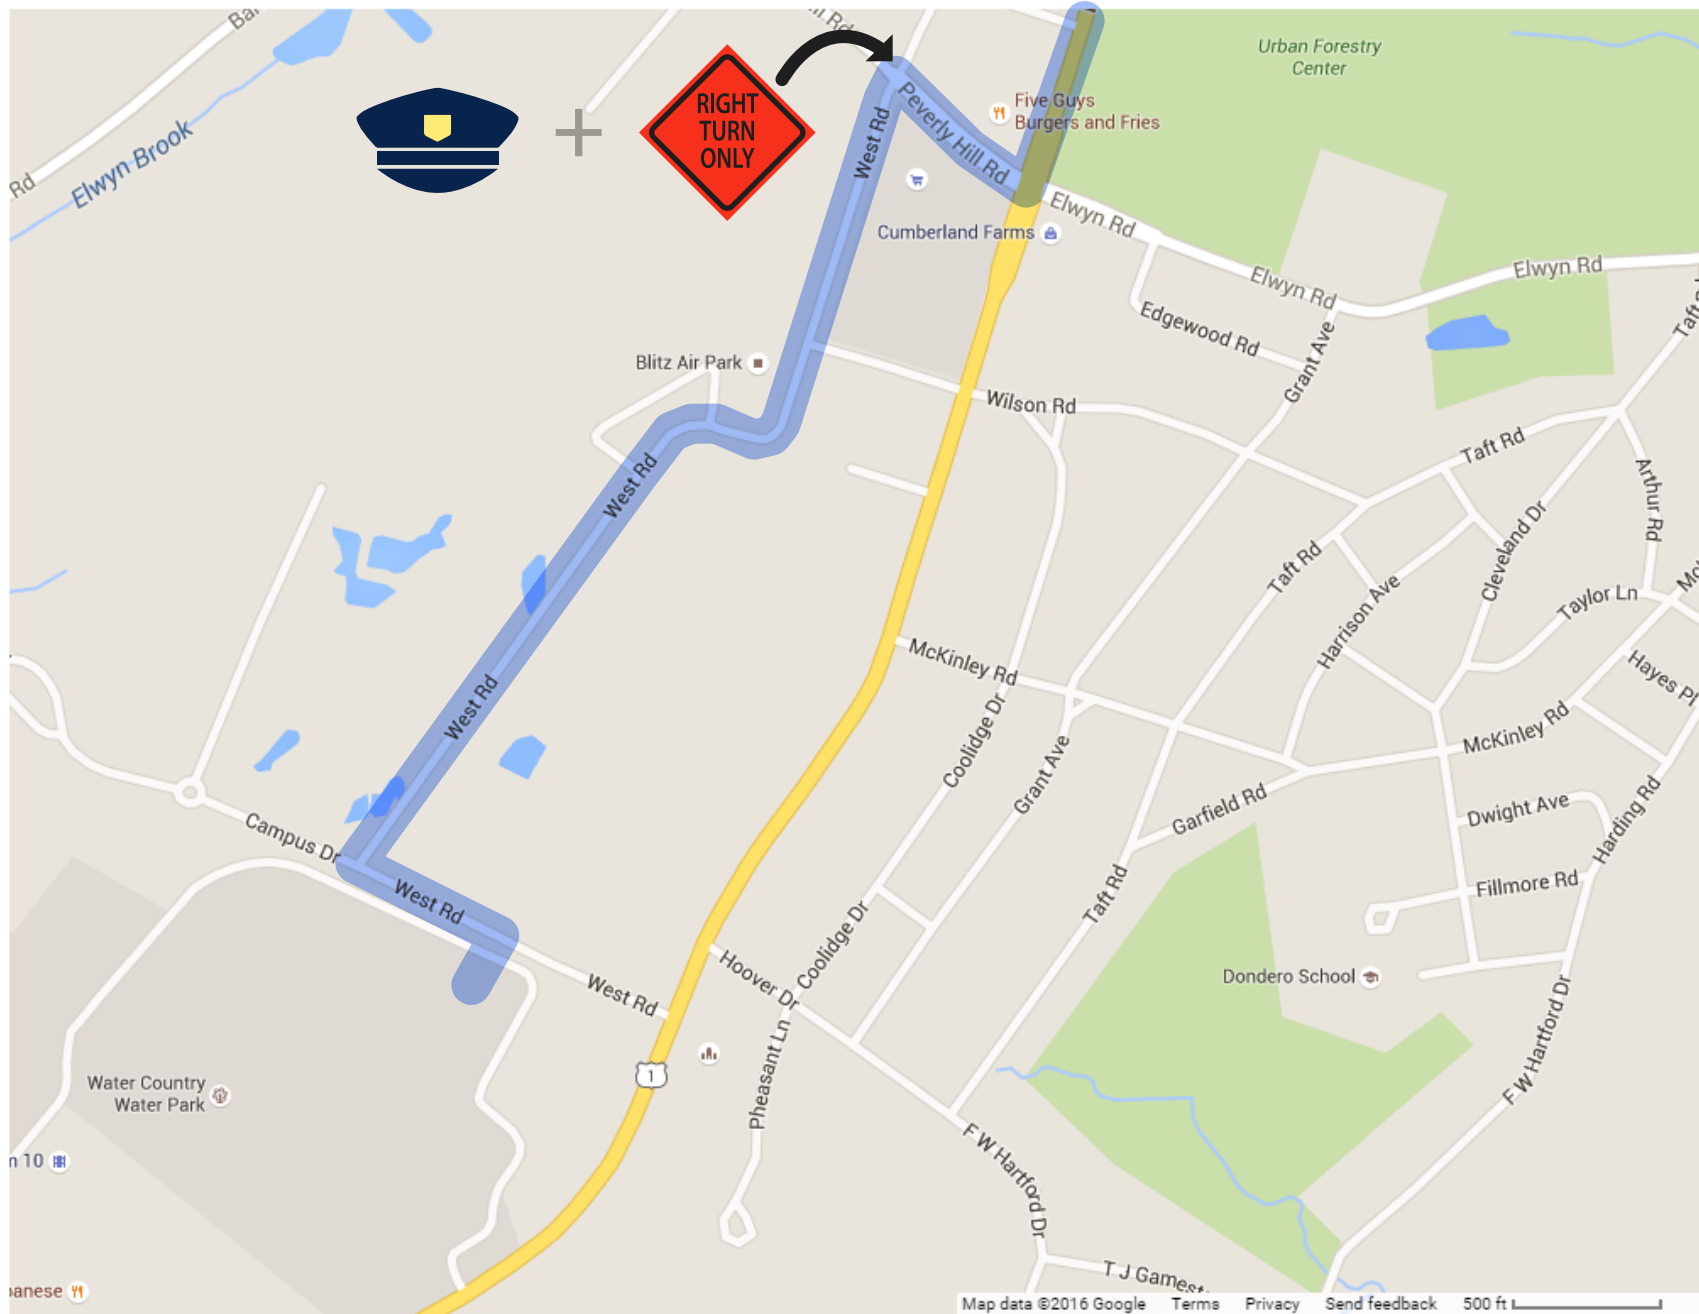 Rd
Elwyn Brook
RIGHT
TURN
ONLY
West Rd
Peverly Hill Rd
Five Guys
Burgers and Fries
Urban Forestry
Center
Cumberland Farms
Elwyn Rd
Elwyn Rd
Elwyn Rd
Edgewood Rd
Grant Ave
Blitz Air Park
Wilson Rd
Taft Rd
Arthur Rd
West Rd
Cleveland Dr
Taft Rd
Harrison Ave
Taylor Ln
McKinley Rd
Hayes Pl
West Rd
Coolidge Dr
Grant Ave
McKinley Rd
Garfield Rd
Dwight Ave
Harding Rd
Campus Dr
West Rd
Fillmore Rd
Taft Rd
Coolidge Dr
Hoover Dr
West Rd
Dondero School
F W Hartford Dr
1
Pheasant Ln
Water Country
Water Park
F W Hartford Dr
n 10
T J Gamest
panese
Map data ©2016 Google Terms Privacy Send feedback 500 ft